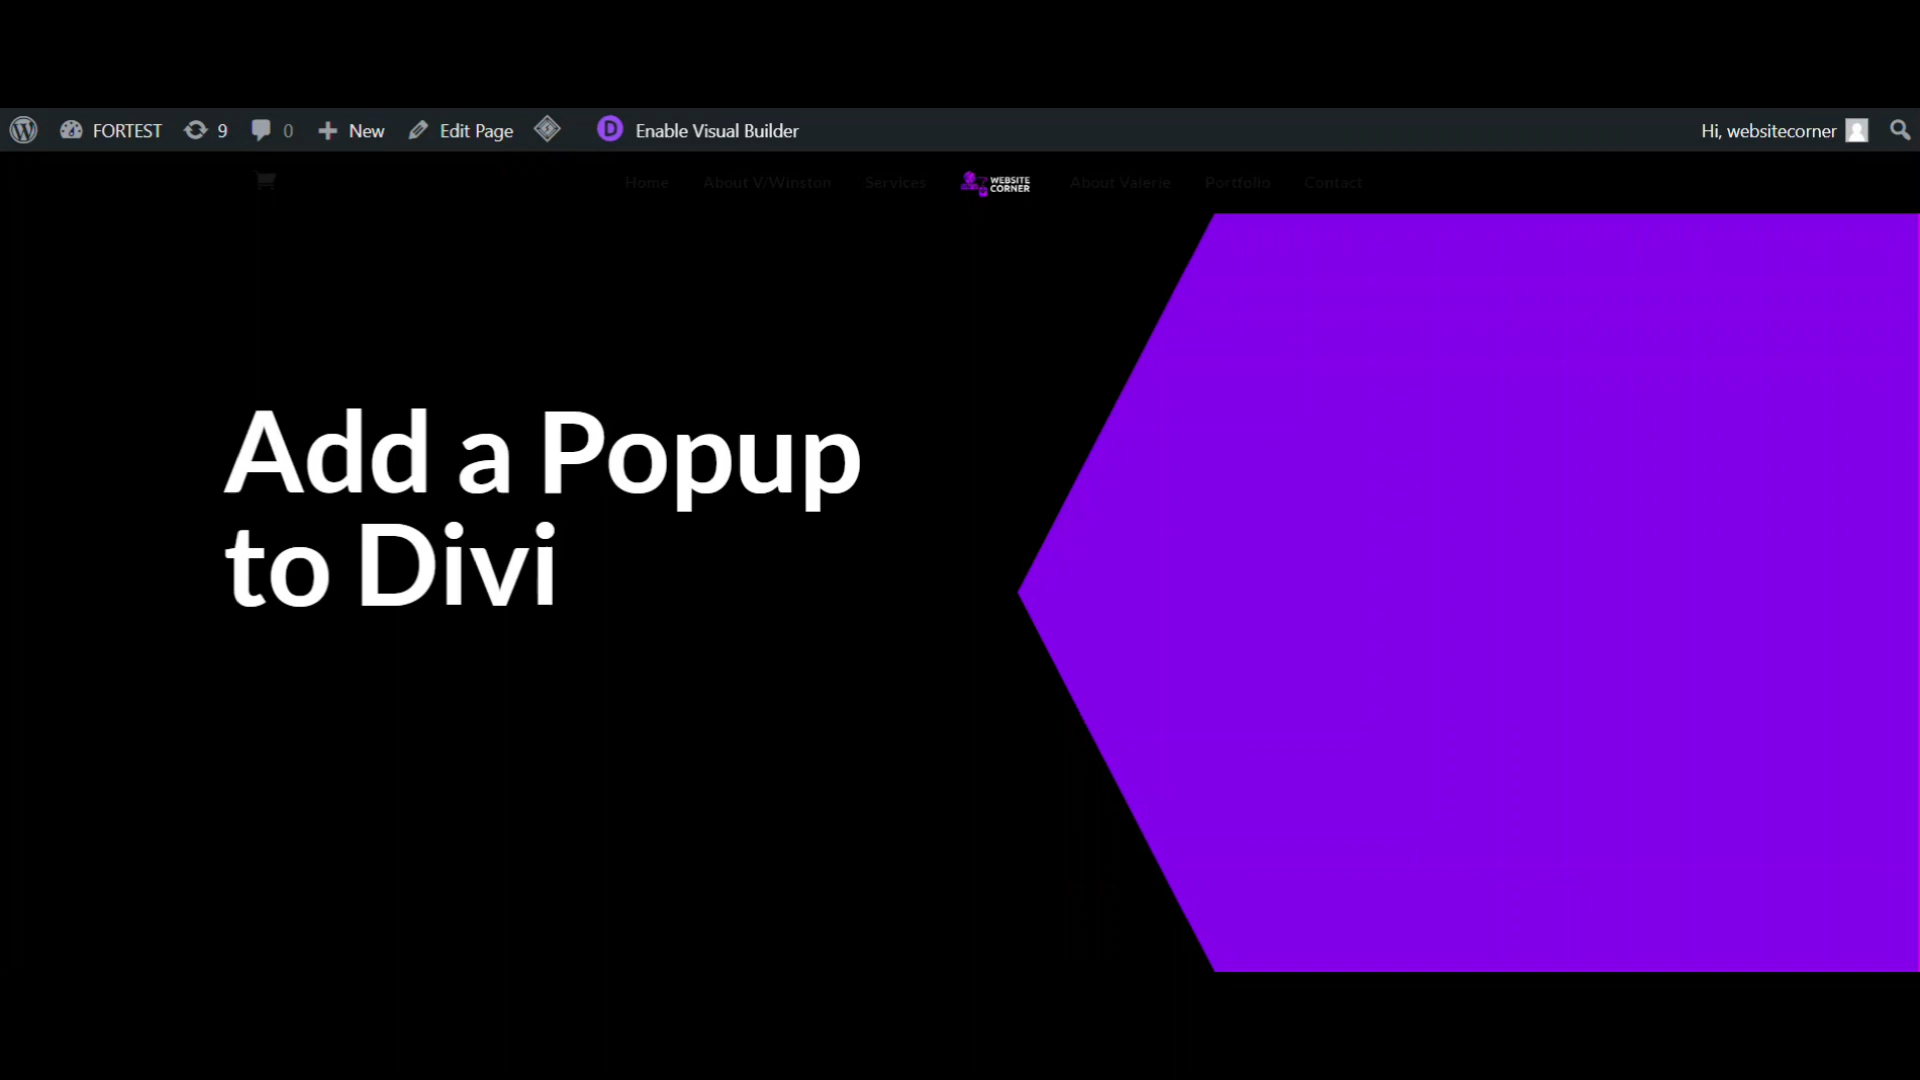 FORTEST 9 0 New Edit Page Enable Visual Builder Hi, websitecorner
Home About V/Winston Services WEBSITE CORNER About Valerie Portfolio Contact
Add a Popup
to Divi